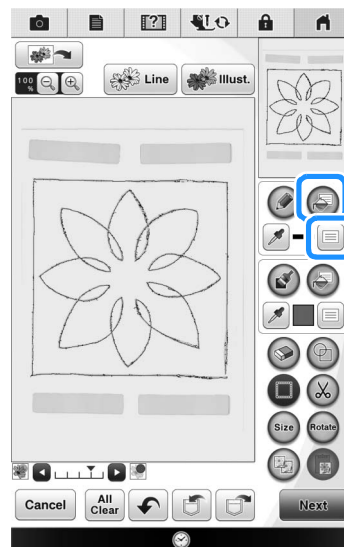 ?
100
%
Line
Illust.
Size
Rotate
Cancel
All
Clear
Next